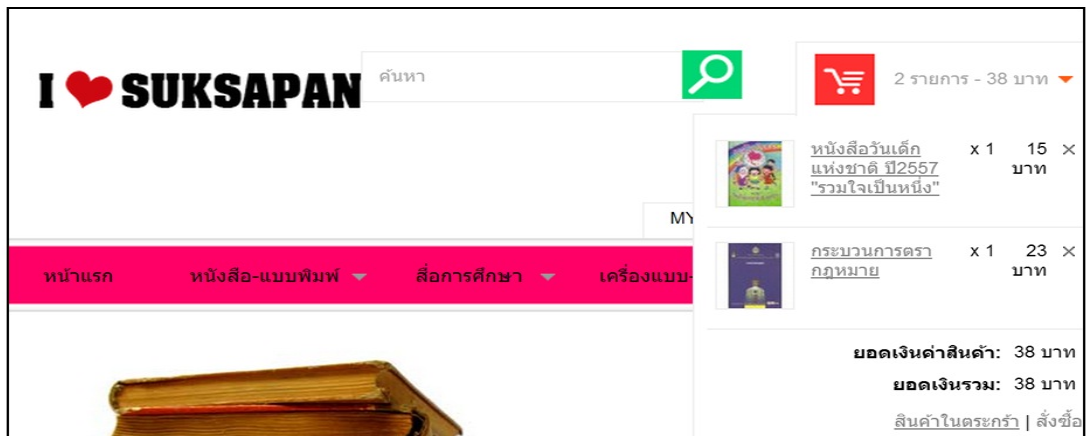 I ❤ SUKSAPAN
ค้นหา
2 รายการ - 38 บาท
หนังสือวันเด็ก x 1 15
แห่งชาติ ปี2557 บาท
"รวมใจเป็นหนึ่ง"
MY
หน้าแรก หนังสือ-แบบพิมพ์ สื่อการศึกษา เครื่องแบบ-
กระบวนการตรา x 1 23
กฎหมาย บาท
ยอดเงินค่าสินค้า: 38 บาท
ยอดเงินรวม: 38 บาท
สินค้าในตระกร้า | สั่งซื้อ